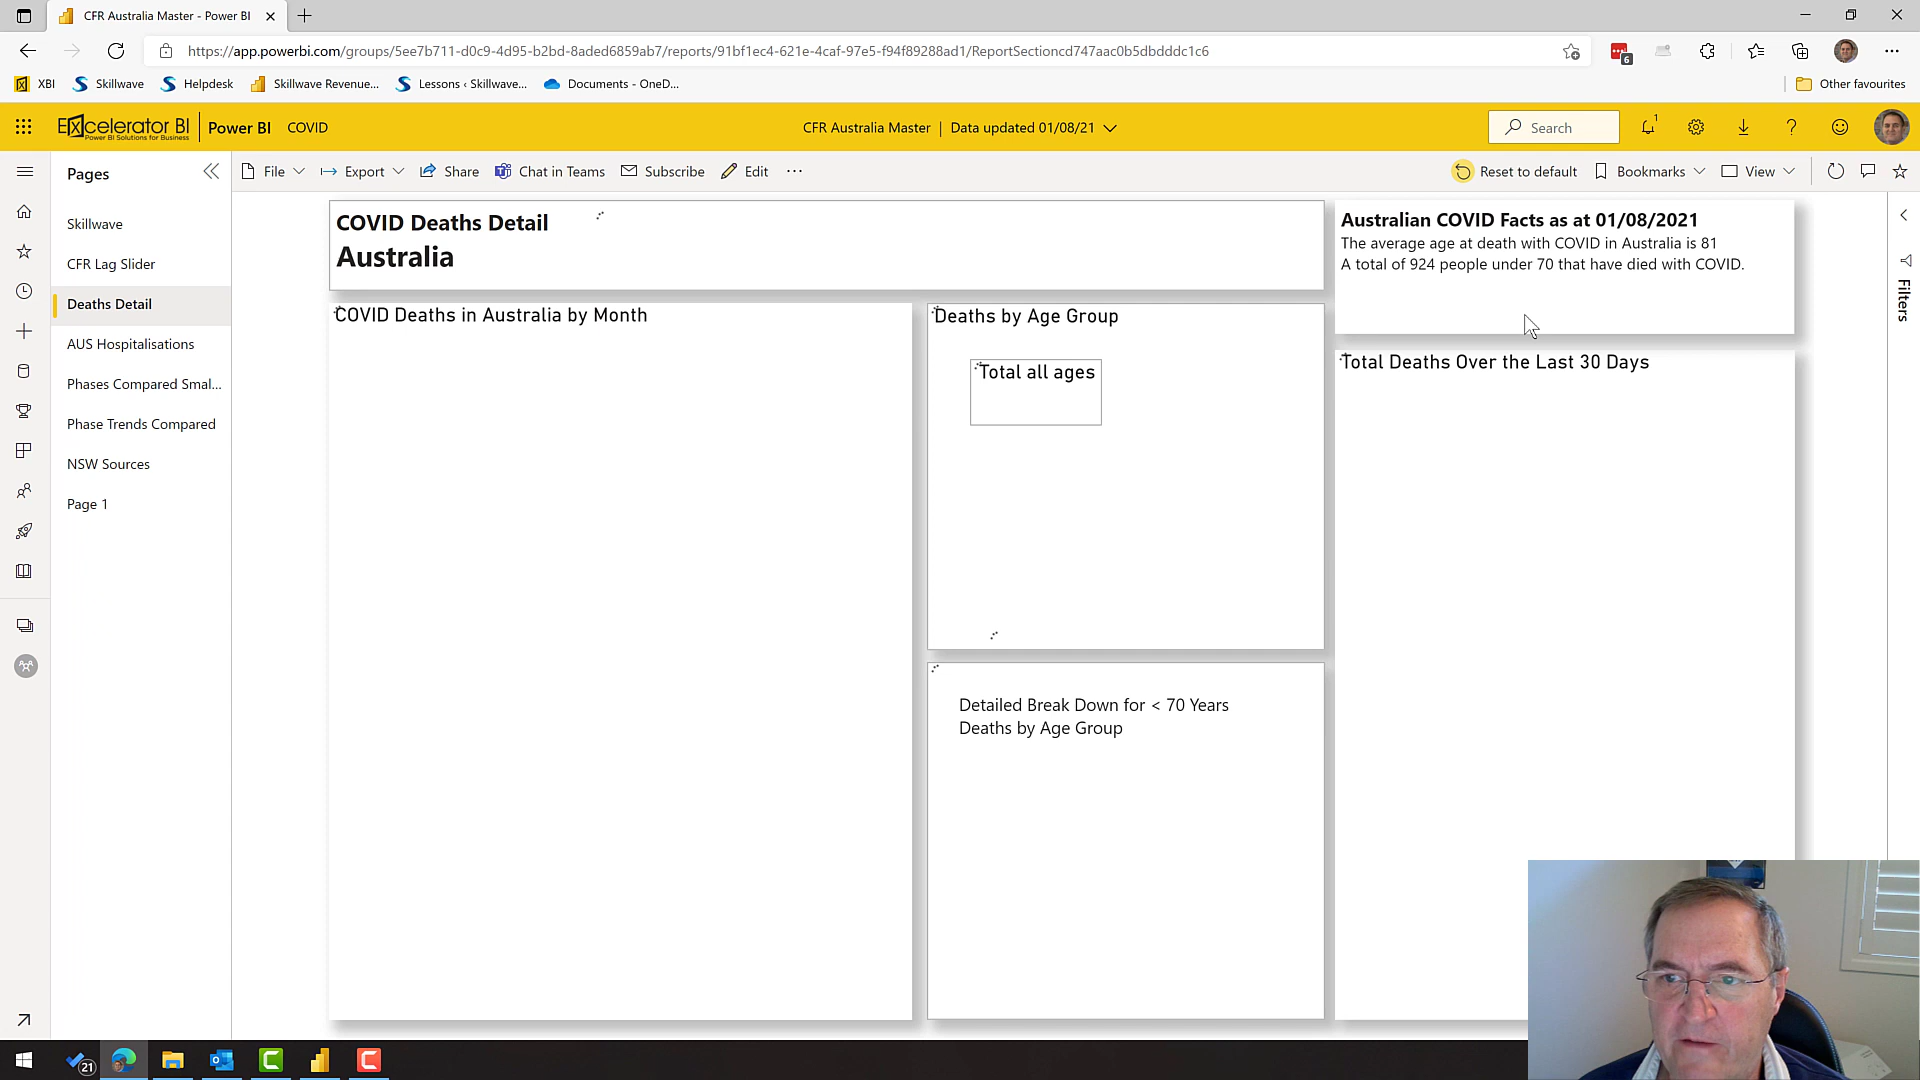 CFR Australia Master - Power BI
https://app.powerbi.com/groups/5ee7b711-d0c9-4d95-b2bd-8aded6859ab7/reports/91bf1ec4-621e-4caf-97e5-f94f89288ad1/ReportSectioncd747aac0b5dbdddc1c6
6
XBI
Skillwave
Helpdesk
Skillwave Revenue...
Lessons ‹ Skillwave...
Documents - OneD...
Other favourites
EXcelerator BI
Power BI Solutions for Business
Power BI
COVID
CFR Australia Master | Data updated 01/08/21
Search
1
Pages
File
Export
Share
Chat in Teams
Subscribe
Edit
Reset to default
Bookmarks
View
Skillwave
CFR Lag Slider
Deaths Detail
AUS Hospitalisations
Phases Compared Smal...
Phase Trends Compared
NSW Sources
Page 1
COVID Deaths Detail
Australia
Australian COVID Facts as at 01/08/2021
The average age at death with COVID in Australia is 81
A total of 924 people under 70 that have died with COVID.
Filters
COVID Deaths in Australia by Month
Deaths by Age Group
Total all ages
Total Deaths Over the Last 30 Days
Detailed Break Down for < 70 Years
Deaths by Age Group
21